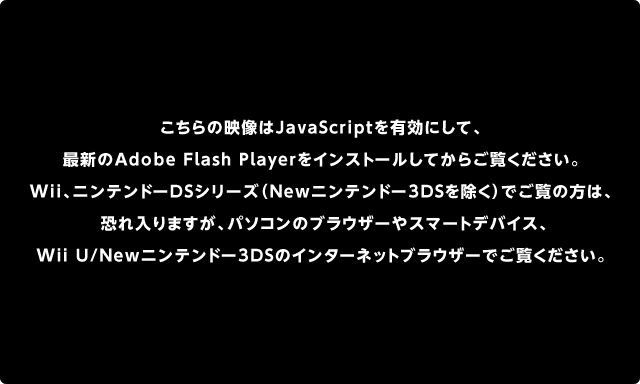 こちらの映像はJavaScriptを有効にして、
最新のAdobe Flash Playerをインストールしてからご覧ください。
Wii、ニンテンドーDSシリーズ（Newニンテンドー3DSを除く）でご覧の方は、
恐れ入りますが、パソコンのブラウザーやスマートデバイス、
Wii U/Newニンテンドー3DSのインターネットブラウザーでご覧ください。